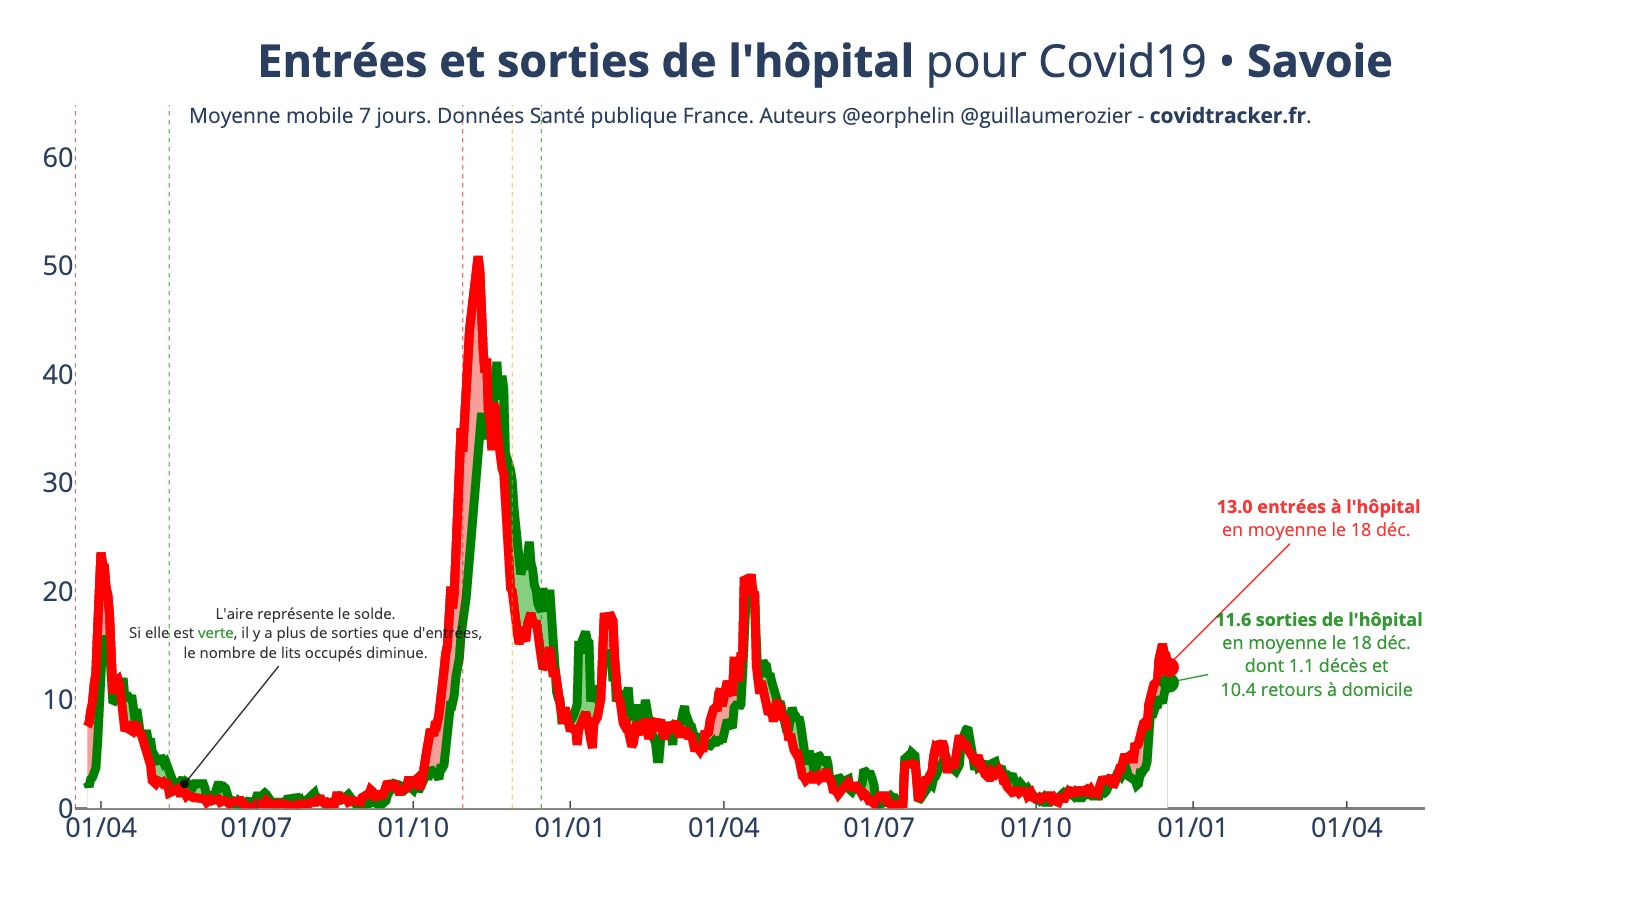 Entrées et sorties de l'hôpital pour Covid19 • Savoie
Moyenne mobile 7 jours. Données Santé publique France. Auteurs @eorphelin @guillaumerozier - covidtracker.fr.
60
50
40
30
20
10
0
13.0 entrées à l'hôpital
en moyenne le 18 déc.
11.6 sorties de l'hôpital
en moyenne le 18 déc.
dont 1.1 décès et
10.4 retours à domicile
L'aire représente le solde.
Si elle est verte, il y a plus de sorties que d'entrées,
le nombre de lits occupés diminue.
01/04 01/07 01/10 01/01 01/04 01/07 01/10 01/01 01/04